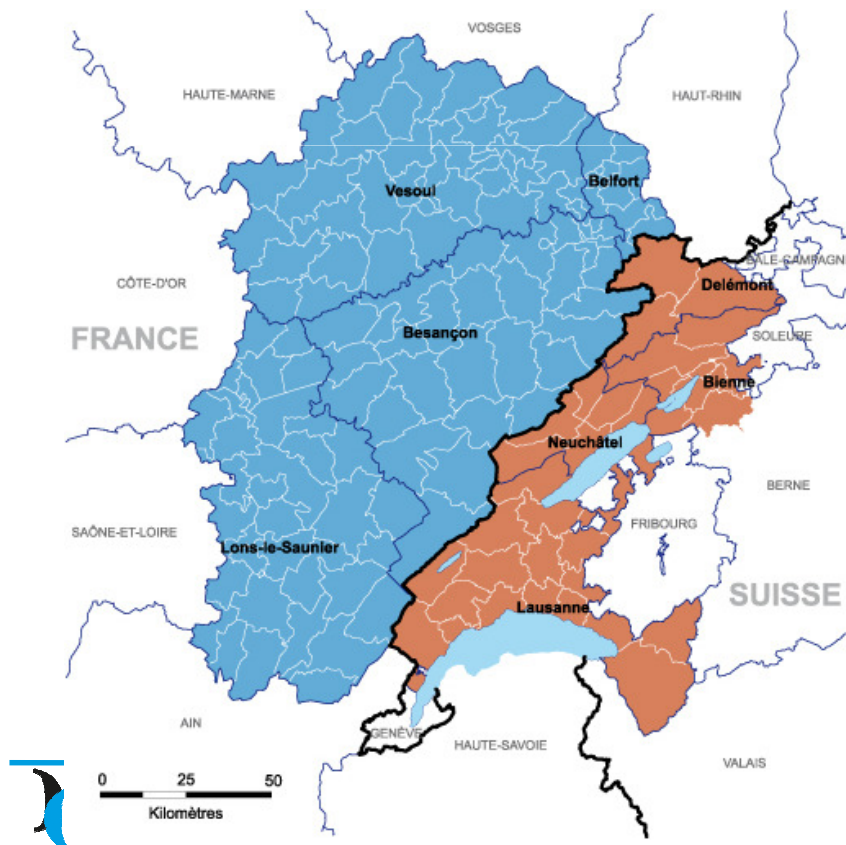 VOSGES
HAUTE-MARNE
HAUT-RHIN
Belfort
Vesoul
BALE-CAMPAGNE
CÔTE-D'OR
Delémont
FRANCE
Besançon
SOLEURE
Bienne
Neuchâtel
BERNE
FRIBOURG
SAÔNE-ET-LOIRE
Lons-le-Saunier
SUISSE
Lausanne
AIN
GENÈVE
HAUTE-SAVOIE
VALAIS
0 25 50
Kilomètres